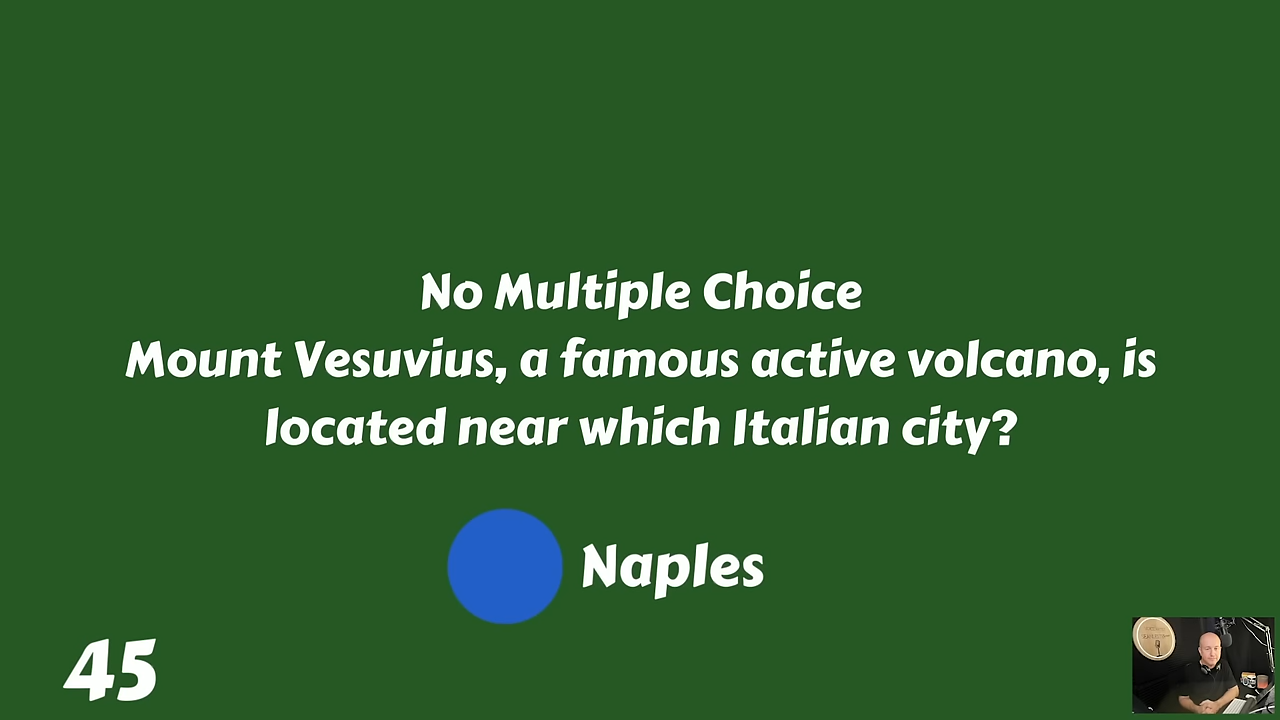 No Multiple Choice
Mount Vesuvius, a famous active volcano, is
located near which Italian city?
Naples
45